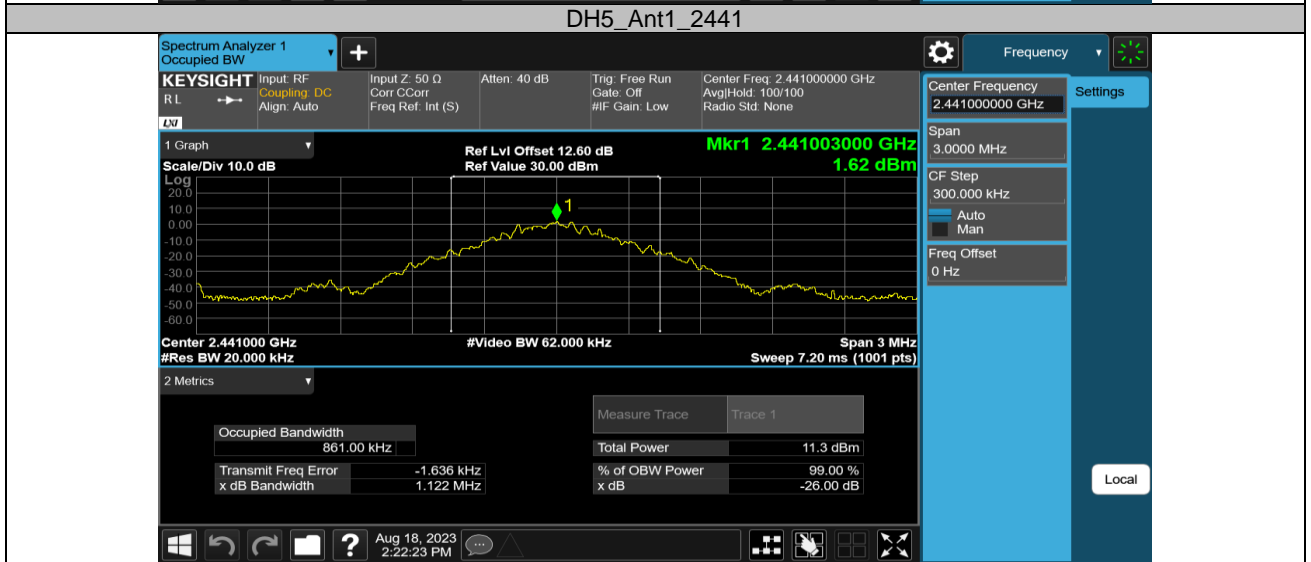 DH5_Ant1_2441
Spectrum Analyzer 1
Occupied BW
Frequency
KEYSIGHT
R L
LXI
Input: RF
Coupling: DC
Align: Auto
Input Z: 50 Ω
Corr CCorr
Freq Ref: Int (S)
Atten: 40 dB
Trig: Free Run
Gate: Off
#IF Gain: Low
Center Freq: 2.441000000 GHz
Avg|Hold: 100/100
Radio Std: None
Center Frequency
2.441000000 GHz
Settings
Span
3.0000 MHz
CF Step
300.000 kHz
Auto
Man
Freq Offset
0 Hz
1 Graph
Scale/Div 10.0 dB
Ref Lvl Offset 12.60 dB
Ref Value 30.00 dBm
Mkr1 2.441003000 GHz
1.62 dBm
Log
20.0
10.0
0.00
-10.0
-20.0
-30.0
-40.0
-50.0
-60.0
1
Center 2.441000 GHz
#Res BW 20.000 kHz
#Video BW 62.000 kHz
Span 3 MHz
Sweep 7.20 ms (1001 pts)
2 Metrics
Measure Trace Trace 1
Occupied Bandwidth
861.00 kHz
Total Power 11.3 dBm
Transmit Freq Error -1.636 kHz
% of OBW Power 99.00 %
x dB Bandwidth 1.122 MHz
x dB -26.00 dB
Local
?
Aug 18, 2023
2:22:23 PM